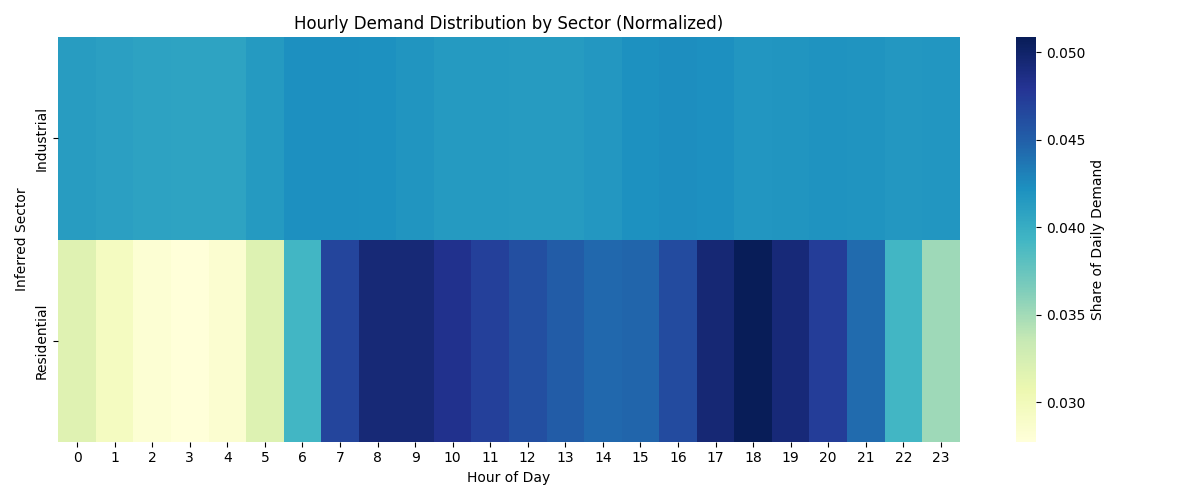 Hourly Demand Distribution by Sector (Normalized)
Inferred Sector
Industrial
Residential
0 1 2 3 4 5 6 7 8 9 10 11 12 13 14 15 16 17 18 19 20 21 22 23
Hour of Day
0.050
0.045
0.040
0.035
0.030
Share of Daily Demand